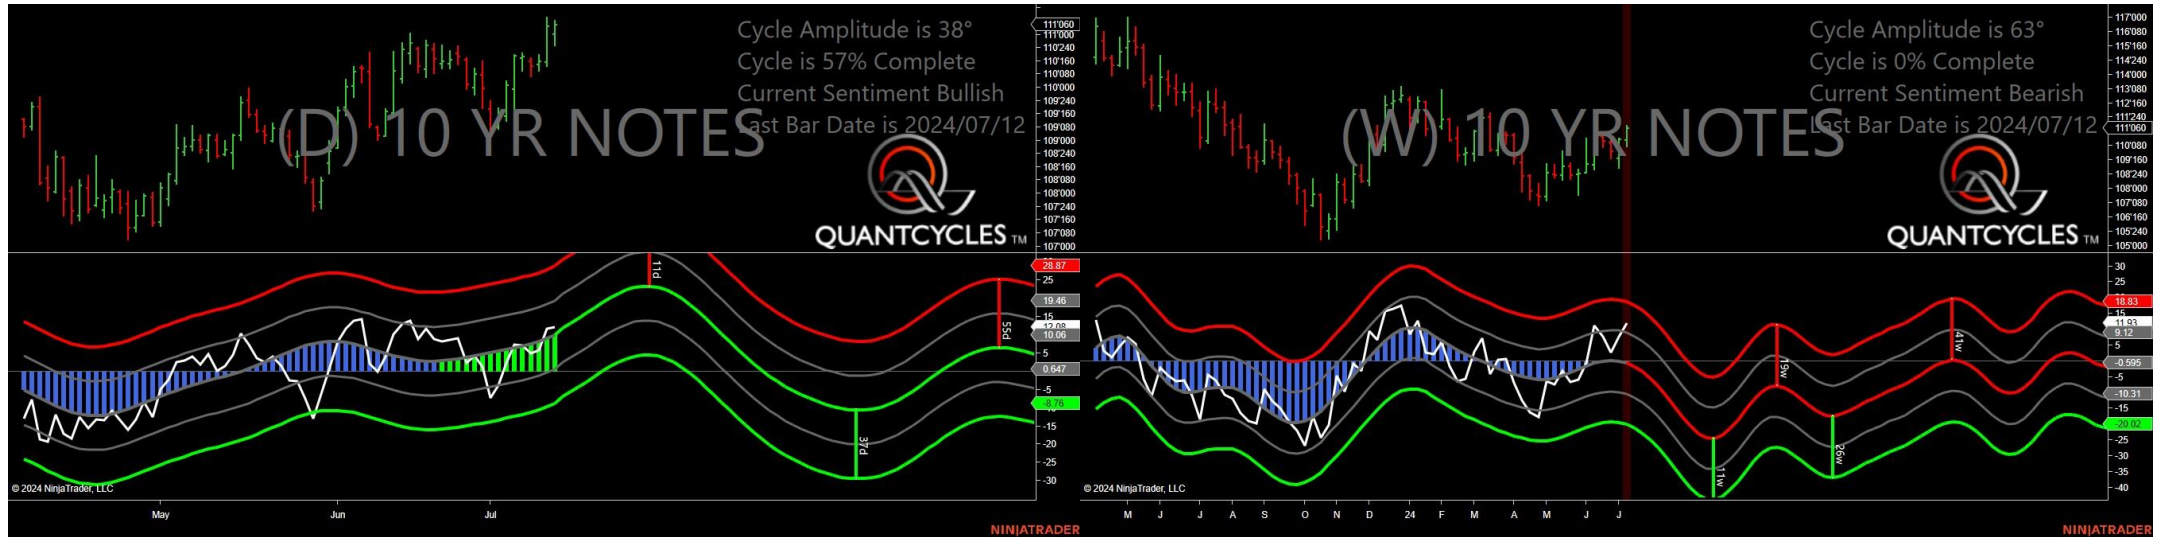 Cycle Amplitude is 38°
Cycle is 57% Complete
Current Sentiment Bullish
Last Bar Date is 2024/07/12
(D) 10 YR NOTES
QUANTCYCLES TM
111'060
111'000
110'240
110'160
110'080
110'000
109'240
109'160
109'080
109'000
108'240
108'160
108'080
108'000
107'240
107'160
107'080
107'000
28.87
25
19.46
15
12.08
10.06
5
0.647
-5
-8.76
-15
-20
-25
-30
11d
37d
55d
© 2024 NinjaTrader, LLC
May
Jun
Jul
NINJATRADER
Cycle Amplitude is 63°
Cycle is 0% Complete
Current Sentiment Bearish
Last Bar Date is 2024/07/12
(W) 10 YR NOTES
QUANTCYCLES TM
117'000
116'080
115'160
114'240
114'000
113'080
112'160
111'240
111'060
110'080
109'160
108'240
108'000
107'080
106'160
105'240
105'000
30
25
18.83
15
11.93
9.12
5
-0.595
-5
-10.31
-15
-20.02
-25
-30
-35
-40
11w
19w
26w
41w
© 2024 NinjaTrader, LLC
M
J
J
A
S
O
N
D
24
F
M
A
M
J
J
NINJATRADER